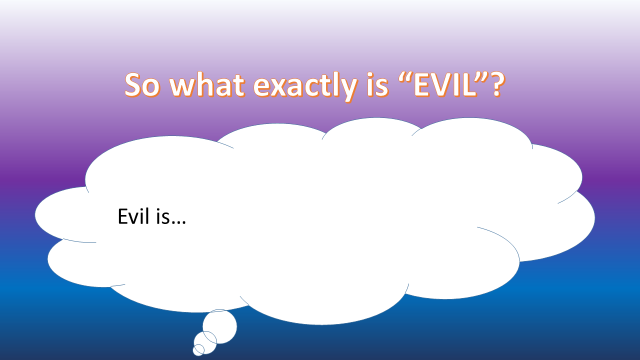 So what exactly is “EVIL”?
Evil is…